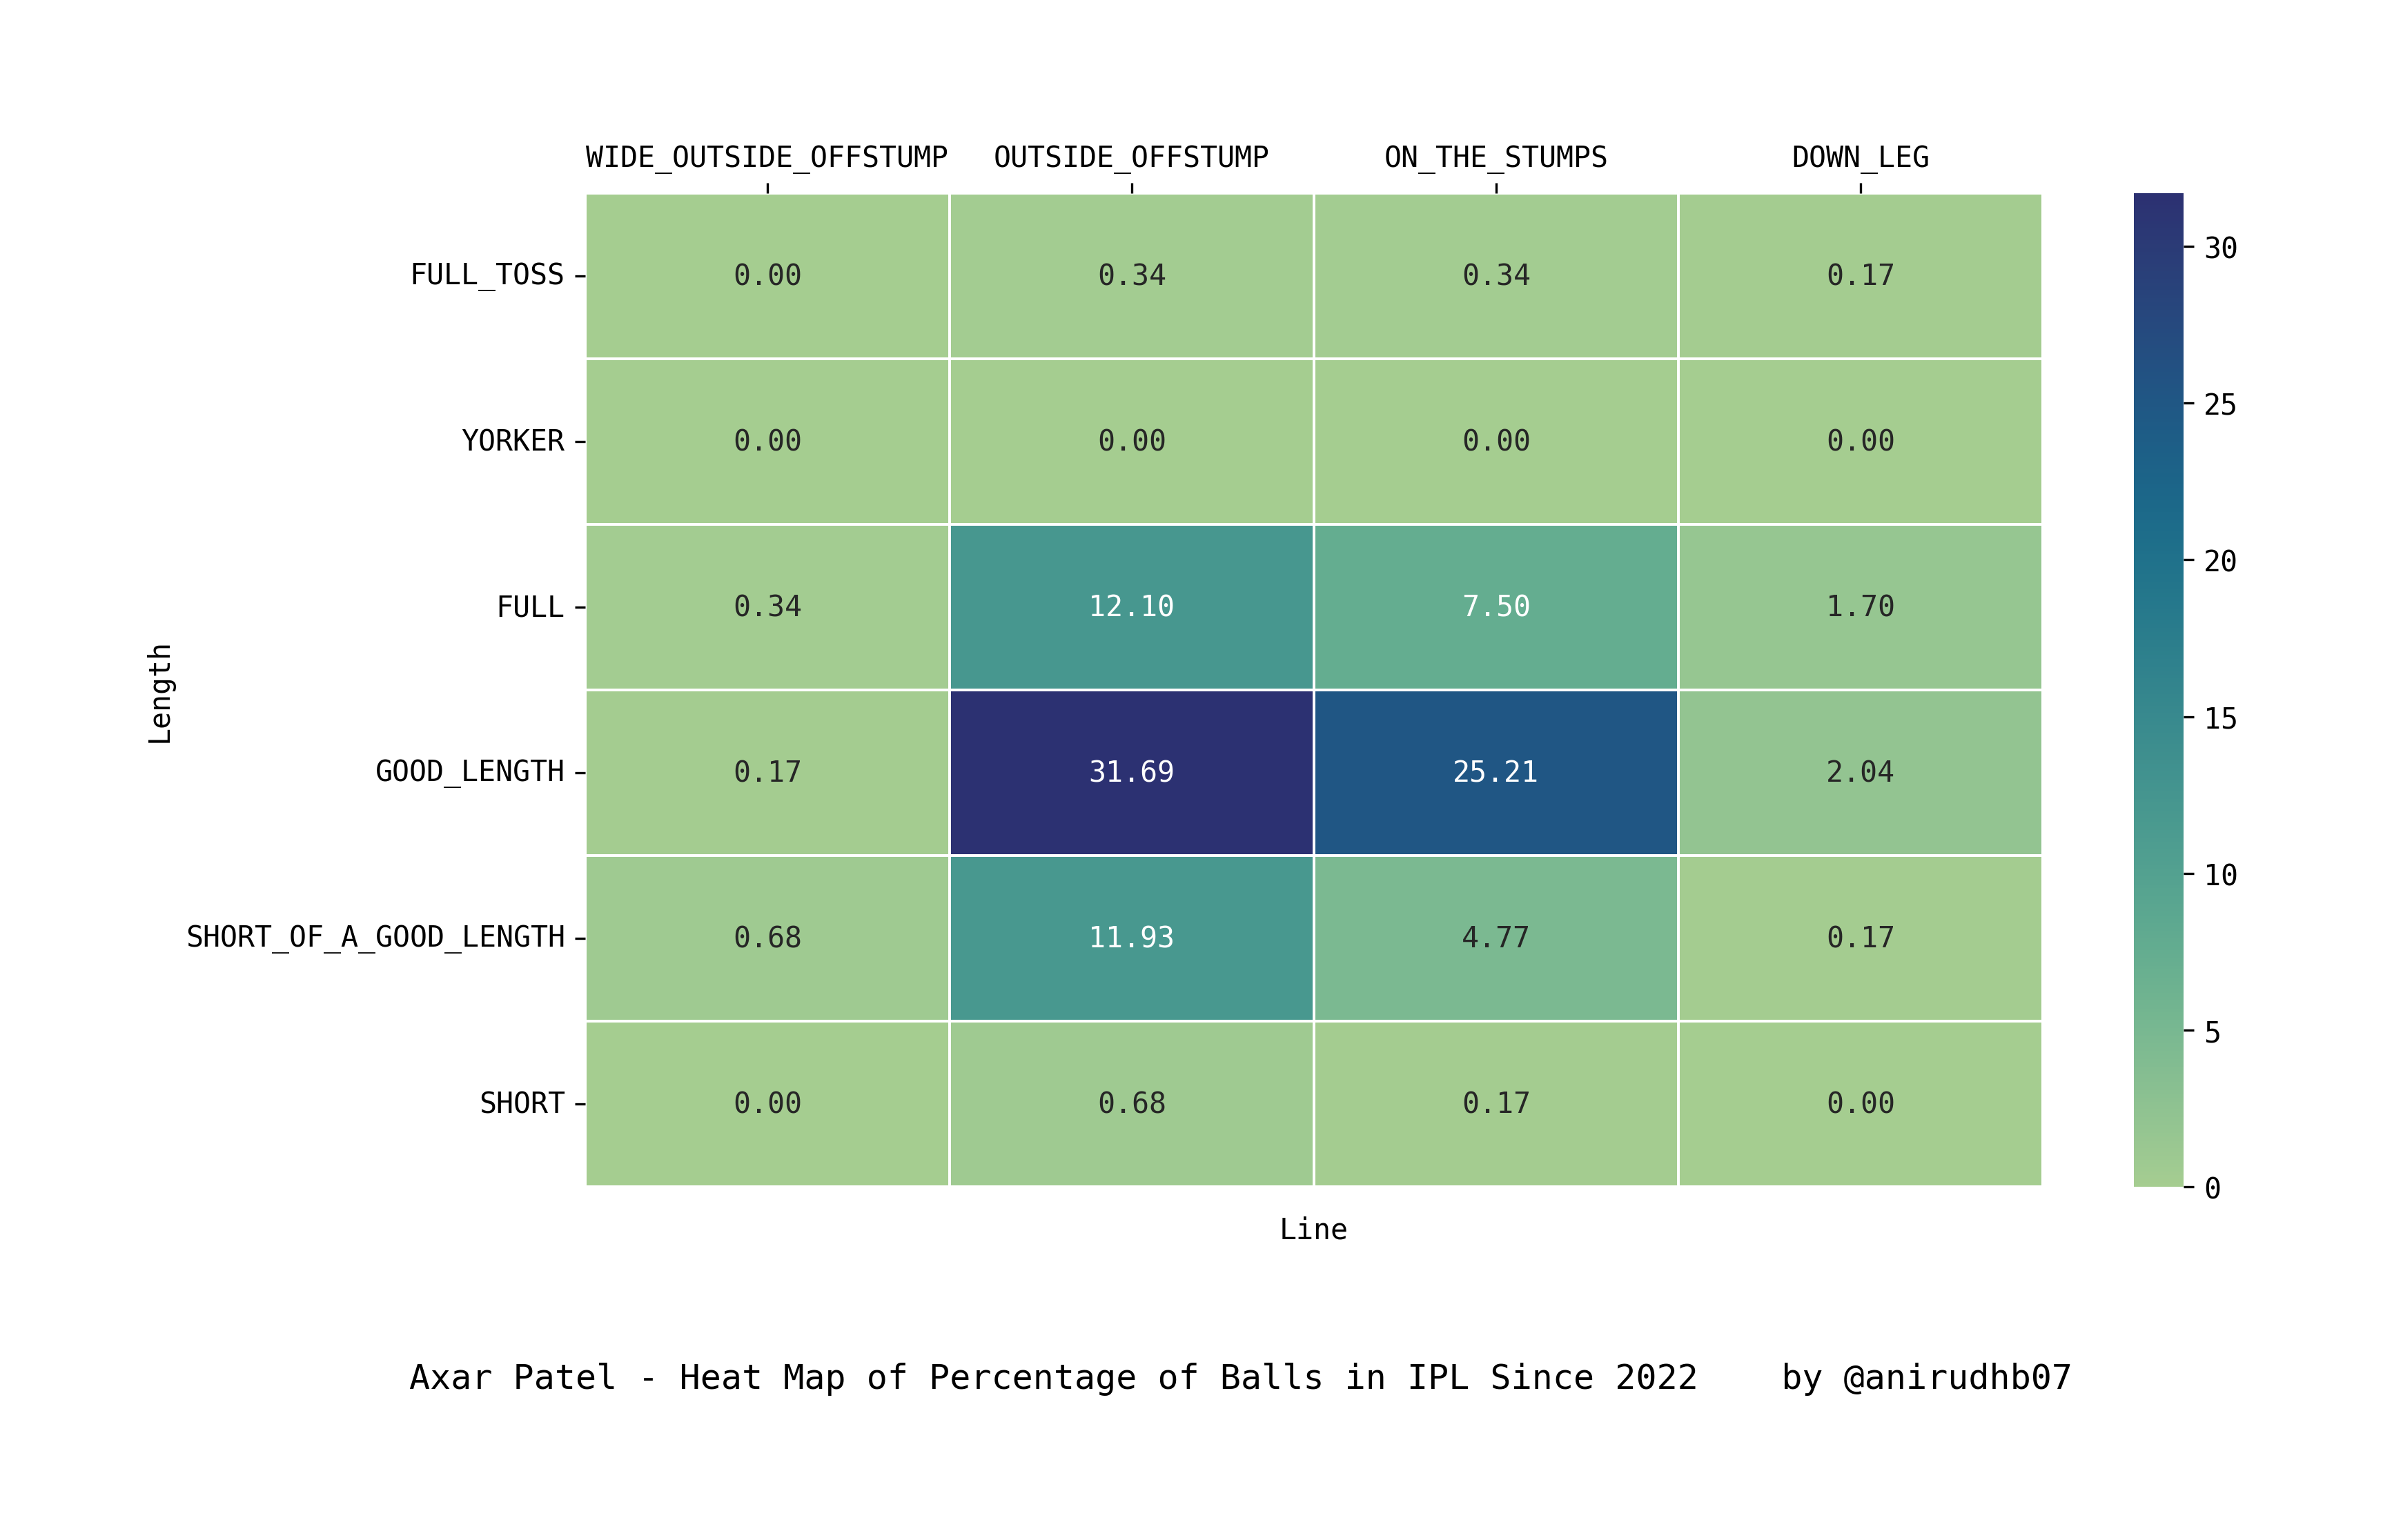 WIDE_OUTSIDE_OFFSTUMP OUTSIDE_OFFSTUMP ON_THE_STUMPS DOWN_LEG
FULL_TOSS 0.00 0.34 0.34 0.17
YORKER 0.00 0.00 0.00 0.00
FULL 0.34 12.10 7.50 1.70
GOOD_LENGTH 0.17 31.69 25.21 2.04
SHORT_OF_A_GOOD_LENGTH 0.68 11.93 4.77 0.17
SHORT 0.00 0.68 0.17 0.00
Length
Line
30
25
20
15
10
5
0
Axar Patel - Heat Map of Percentage of Balls in IPL Since 2022 by @anirudhb07